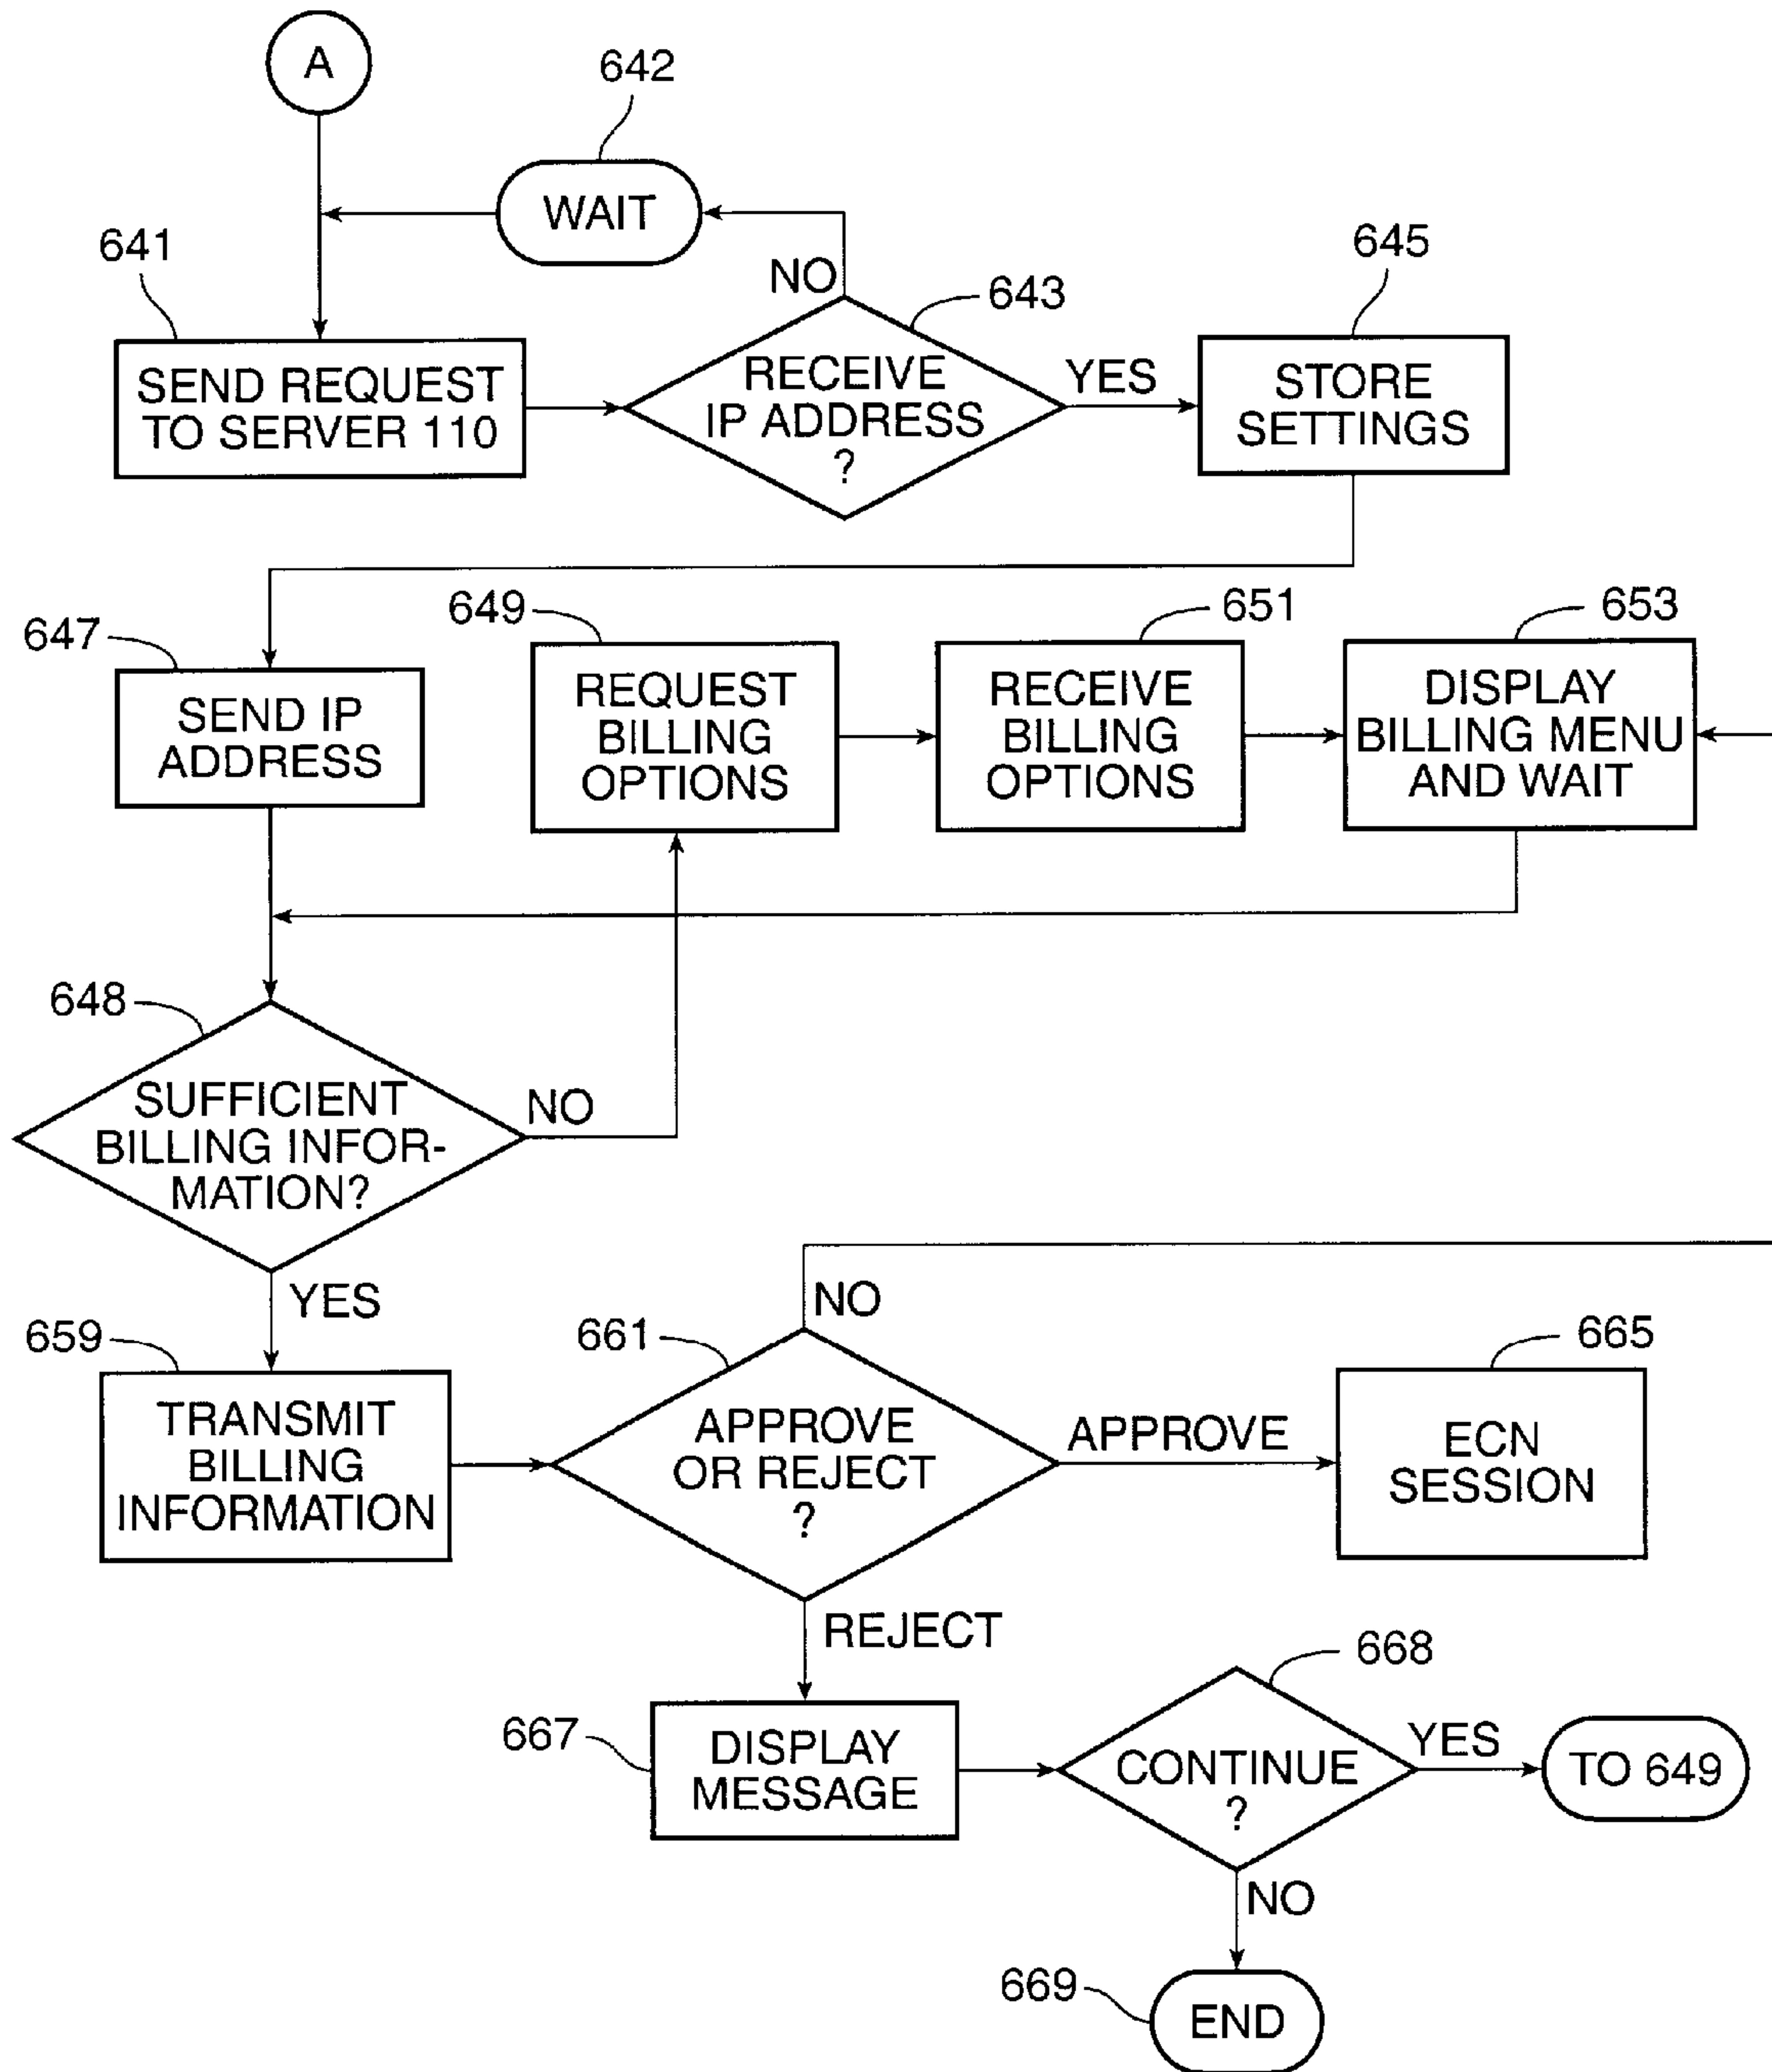 A
642
WAIT
641
NO
643
645
SEND REQUEST
TO SERVER 110
RECEIVE
IP ADDRESS
?
YES
STORE
SETTINGS
647
649
651
653
SEND IP
ADDRESS
REQUEST
BILLING
OPTIONS
RECEIVE
BILLING
OPTIONS
DISPLAY
BILLING MENU
AND WAIT
648
SUFFICIENT
BILLING INFOR-
MATION?
NO
YES
NO
659
661
665
TRANSMIT
BILLING
INFORMATION
APPROVE
OR REJECT
?
APPROVE
ECN
SESSION
REJECT
668
667
DISPLAY
MESSAGE
CONTINUE
?
YES
TO 649
NO
669
END